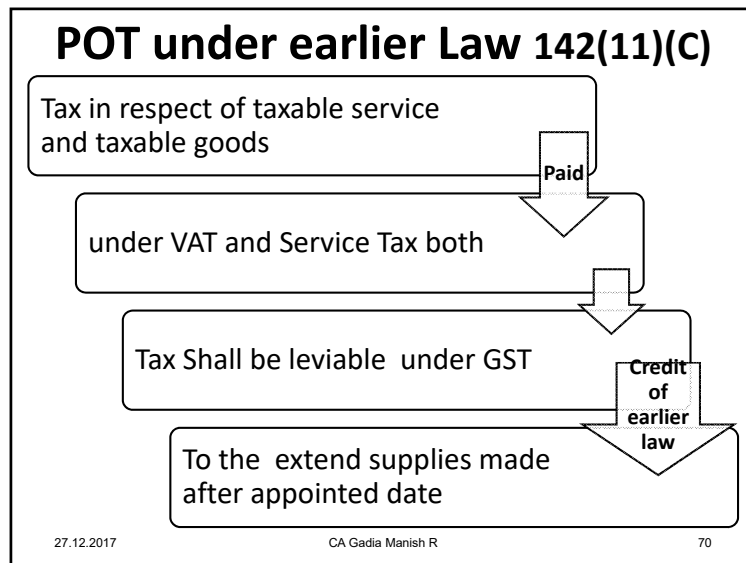 POT under earlier Law 142(11)(C)
Tax in respect of taxable service
and taxable goods
Paid
under VAT and Service Tax both
Tax Shall be leviable under GST
Credit
of
earlier
law
To the extend supplies made
after appointed date
27.12.2017 CA Gadia Manish R 70